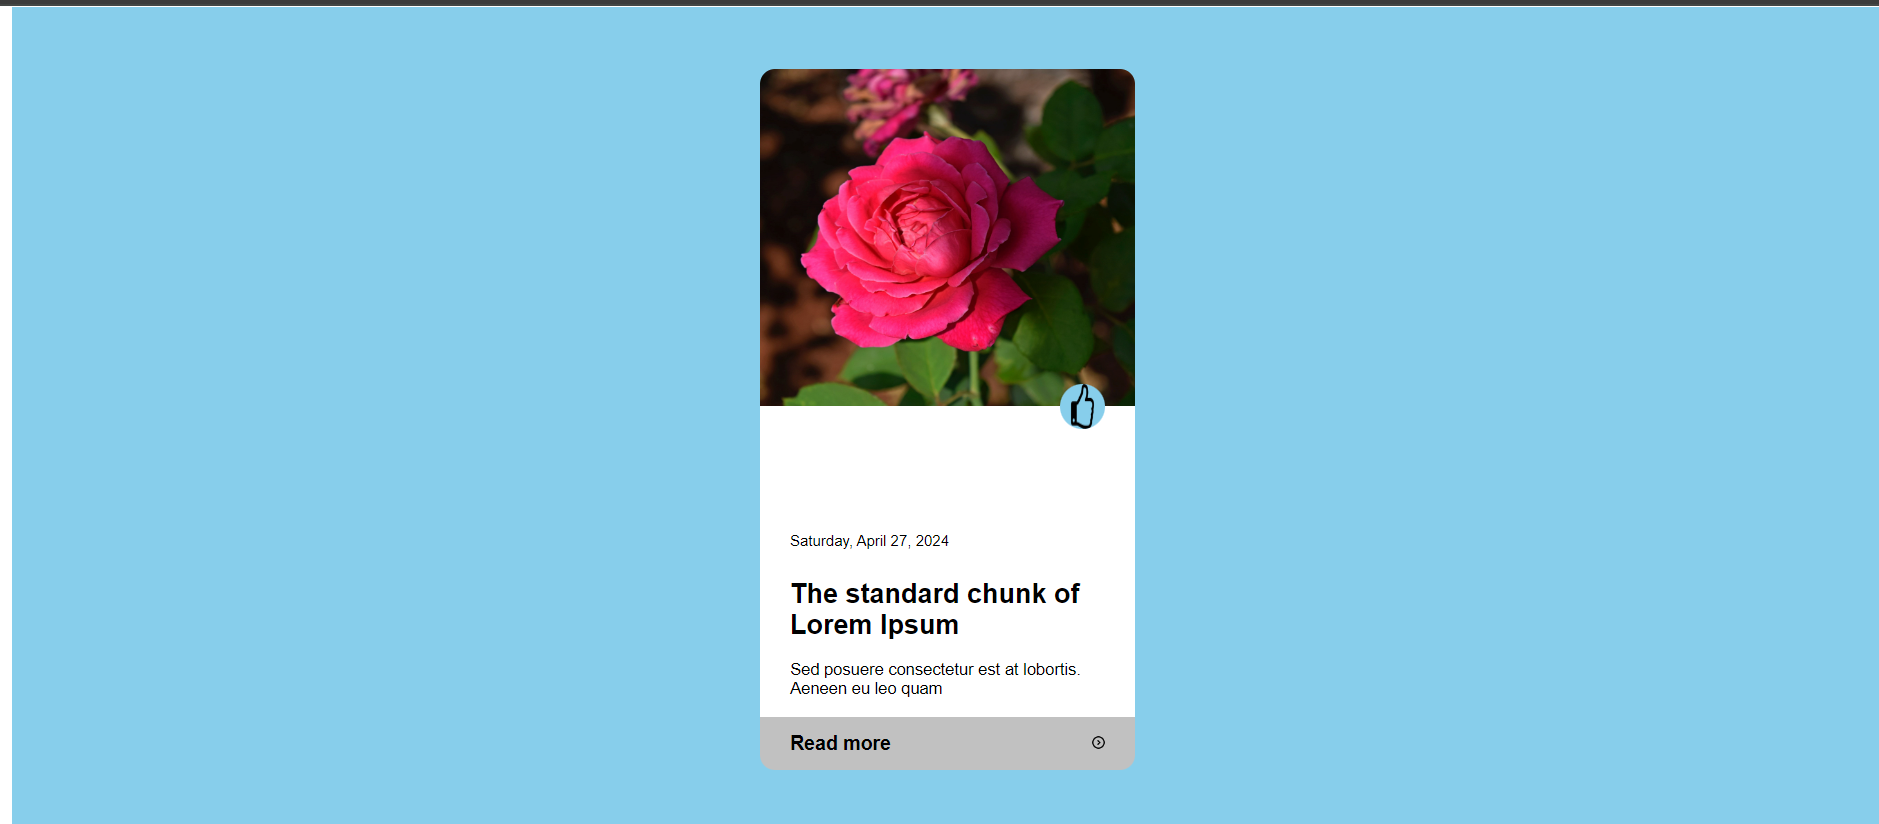 Saturday, April 27, 2024
The standard chunk of
Lorem Ipsum
Sed posuere consectetur est at lobortis.
Aeneen eu leo quam
Read more